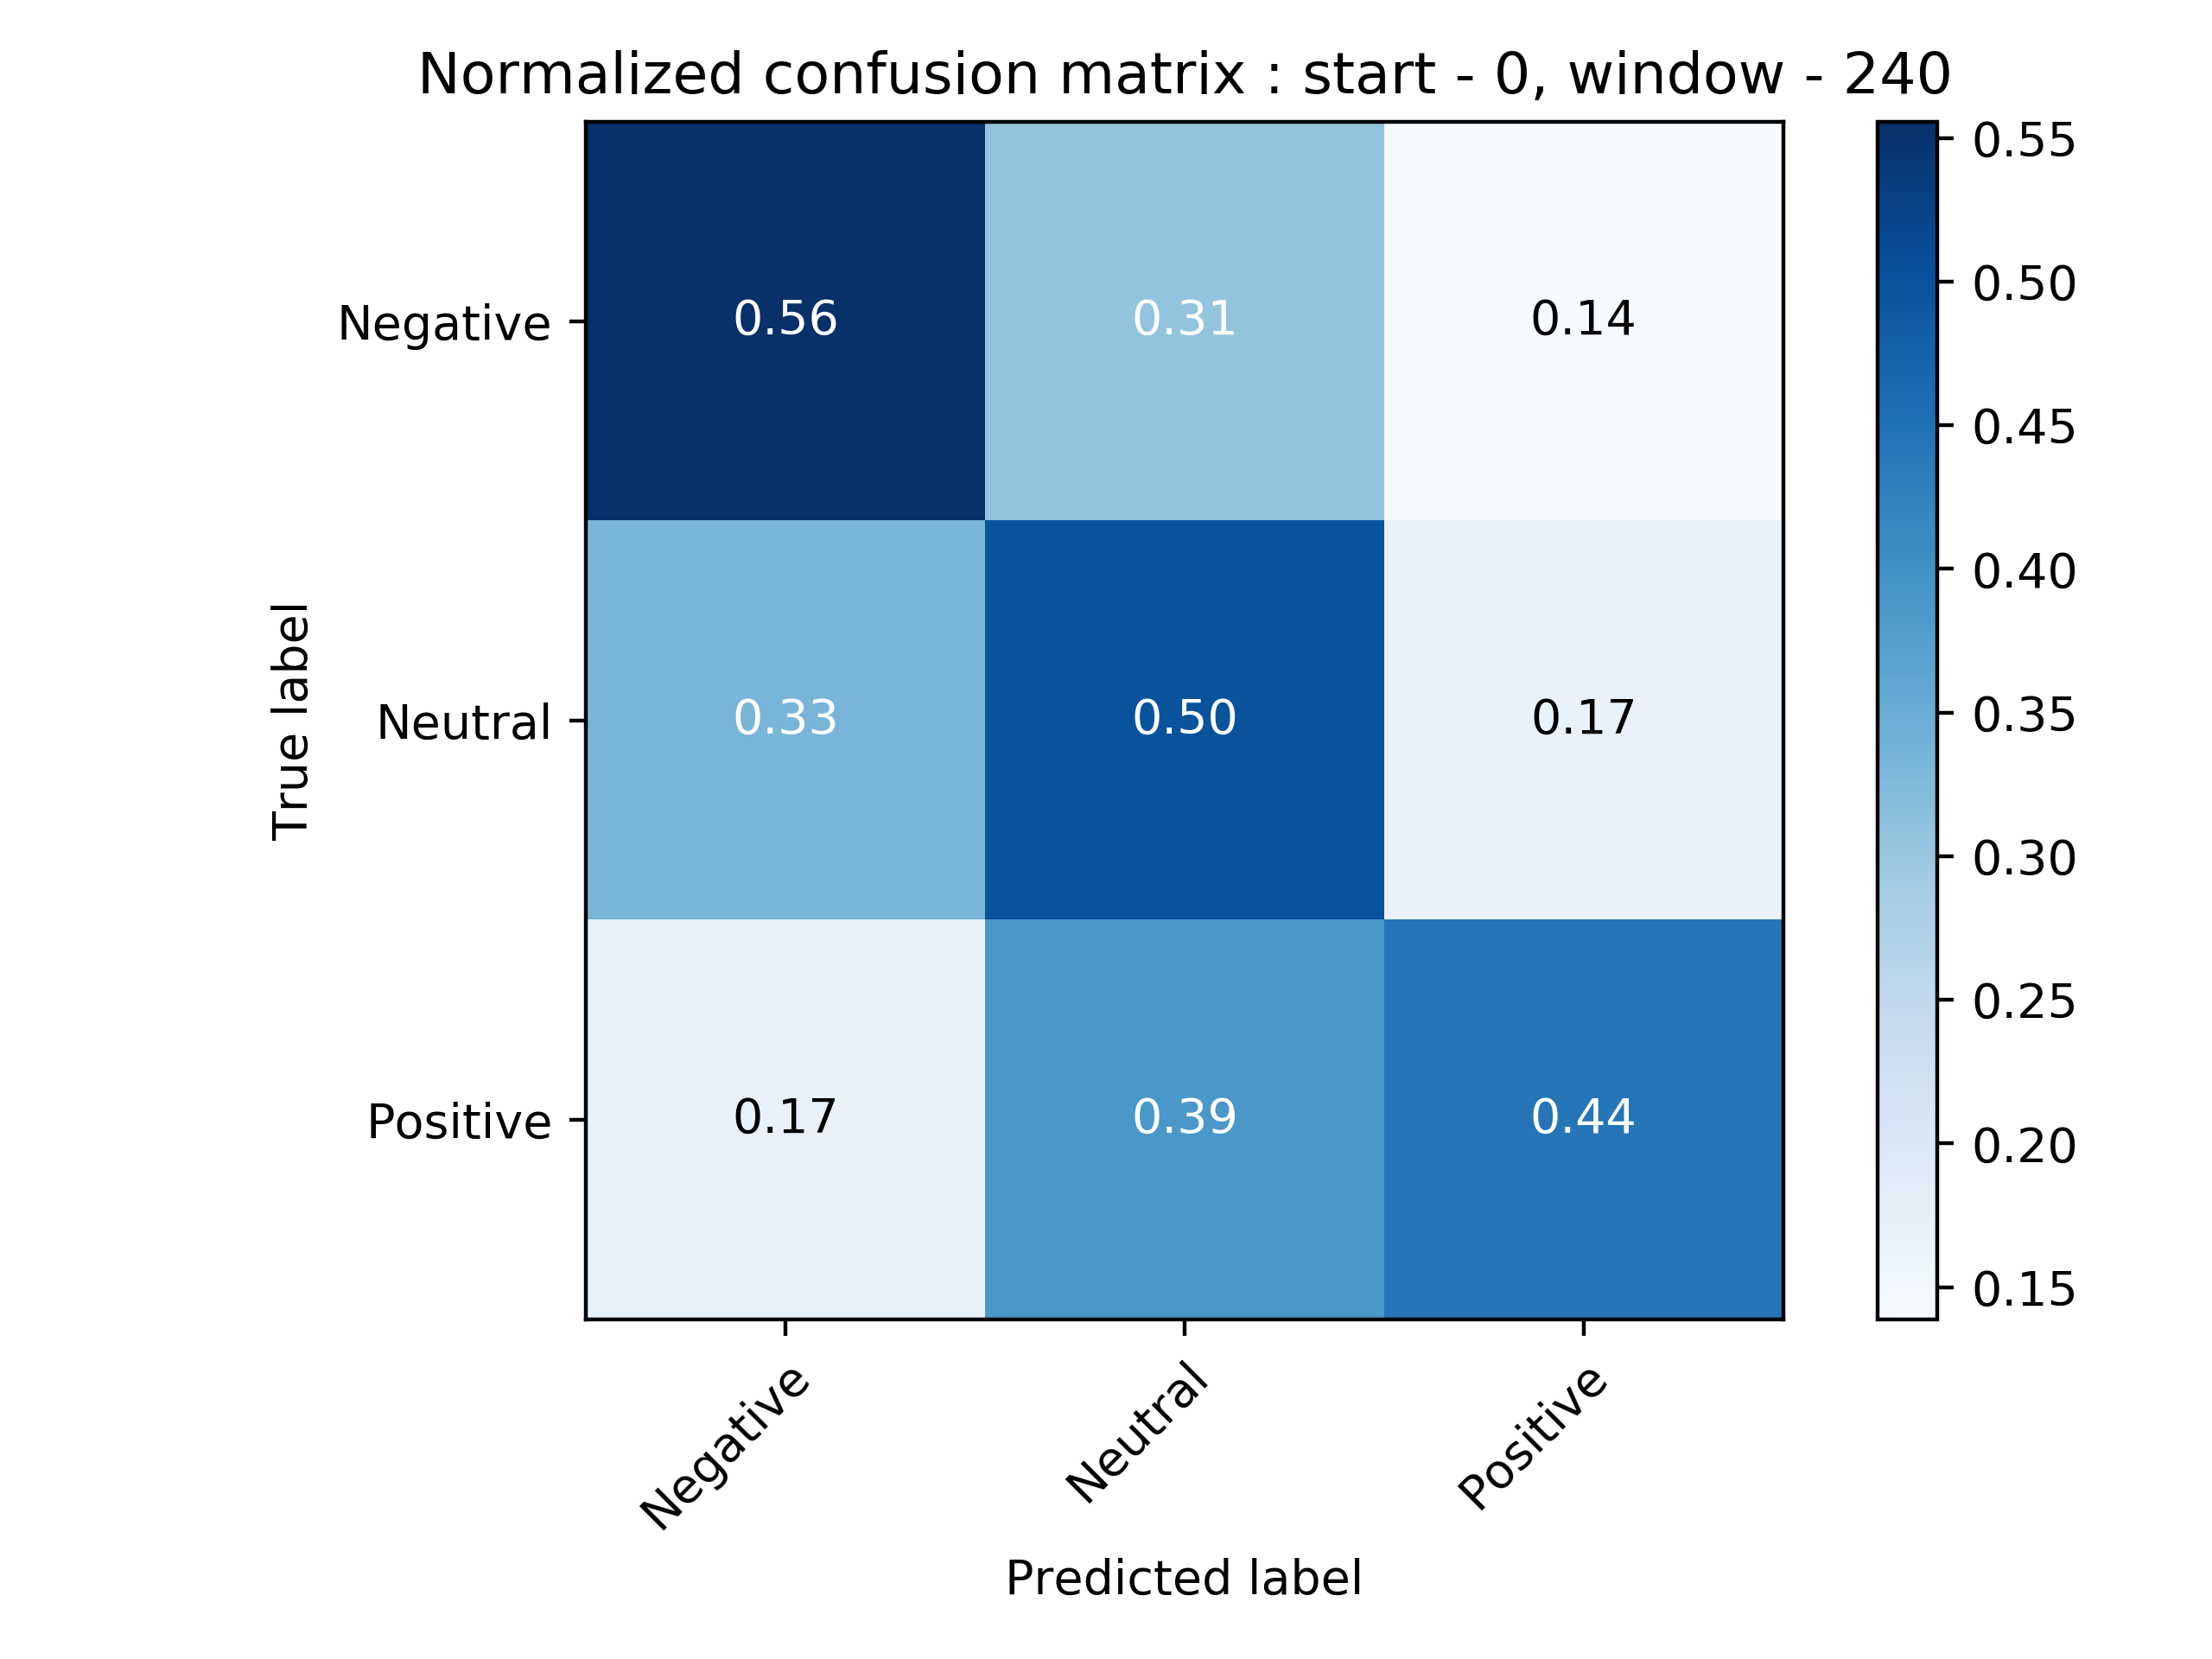 Normalized confusion matrix : start - 0, window - 240
Negative 0.56 0.31 0.14
Neutral 0.33 0.50 0.17
Positive 0.17 0.39 0.44
True label
Negative Neutral Positive
Predicted label
0.55
0.50
0.45
0.40
0.35
0.30
0.25
0.20
0.15